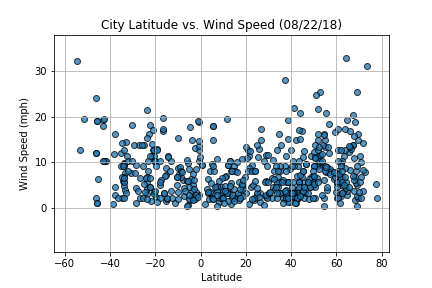 City Latitude vs. Wind Speed (08/22/18)
Wind Speed (mph)
30
20
10
0
−60 −40 −20 0 20 40 60 80
Latitude